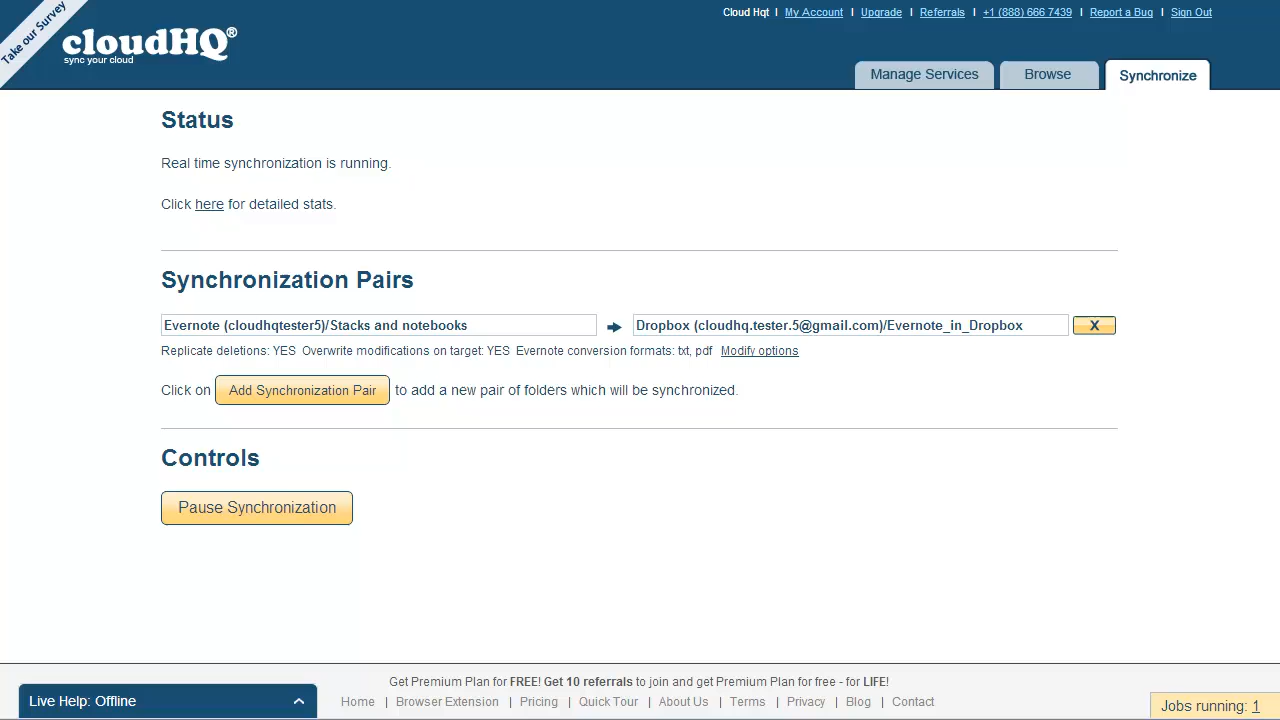 Take our Survey
cloudHQ®
sync your cloud
Cloud Hqt | My Account | Upgrade | Referrals | +1 (888) 666 7439 | Report a Bug | Sign Out
Manage Services Browse Synchronize
Status
Real time synchronization is running.
Click here for detailed stats.
Synchronization Pairs
Evernote (cloudhqtester5)/Stacks and notebooks Dropbox (cloudhq.tester.5@gmail.com)/Evernote_in_Dropbox X
Replicate deletions: YES Overwrite modifications on target: YES Evernote conversion formats: txt, pdf Modify options
Click on Add Synchronization Pair to add a new pair of folders which will be synchronized.
Controls
Pause Synchronization
Get Premium Plan for FREE! Get 10 referrals to join and get Premium Plan for free - for LIFE!
Live Help: Offline
Home | Browser Extension | Pricing | Quick Tour | About Us | Terms | Privacy | Blog | Contact
Jobs running: 1